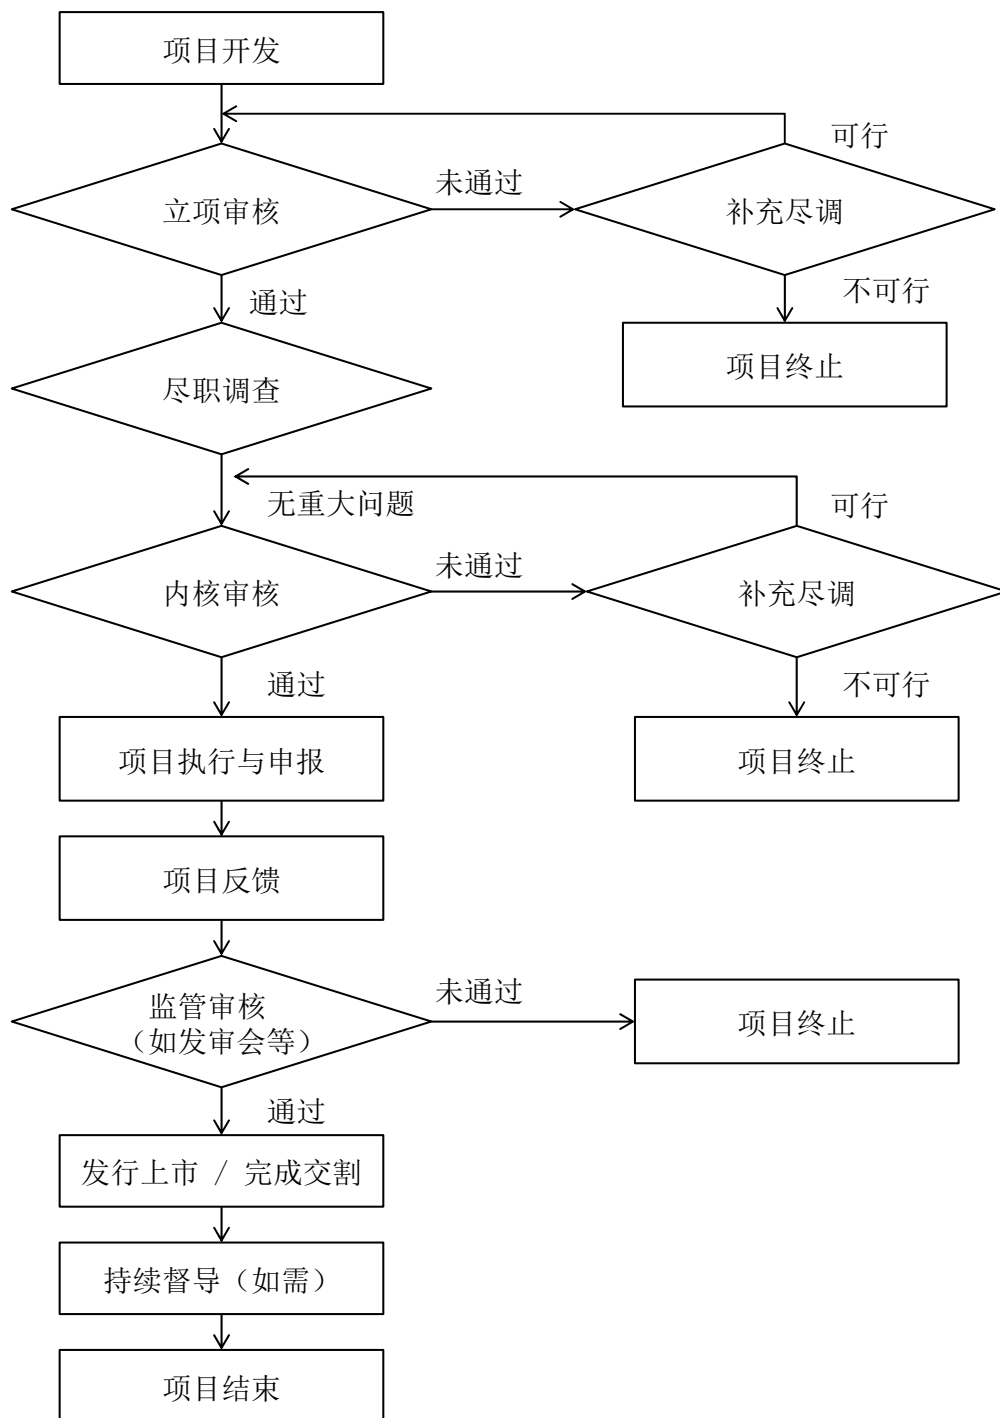 项目开发
可行
未通过
立项审核
补充尽调
通过
不可行
项目终止
尽职调查
无重大问题
可行
未通过
内核审核
补充尽调
通过
不可行
项目执行与申报
项目终止
项目反馈
未通过
监管审核
（如发审会等）
项目终止
通过
发行上市 / 完成交割
持续督导（如需）
项目结束